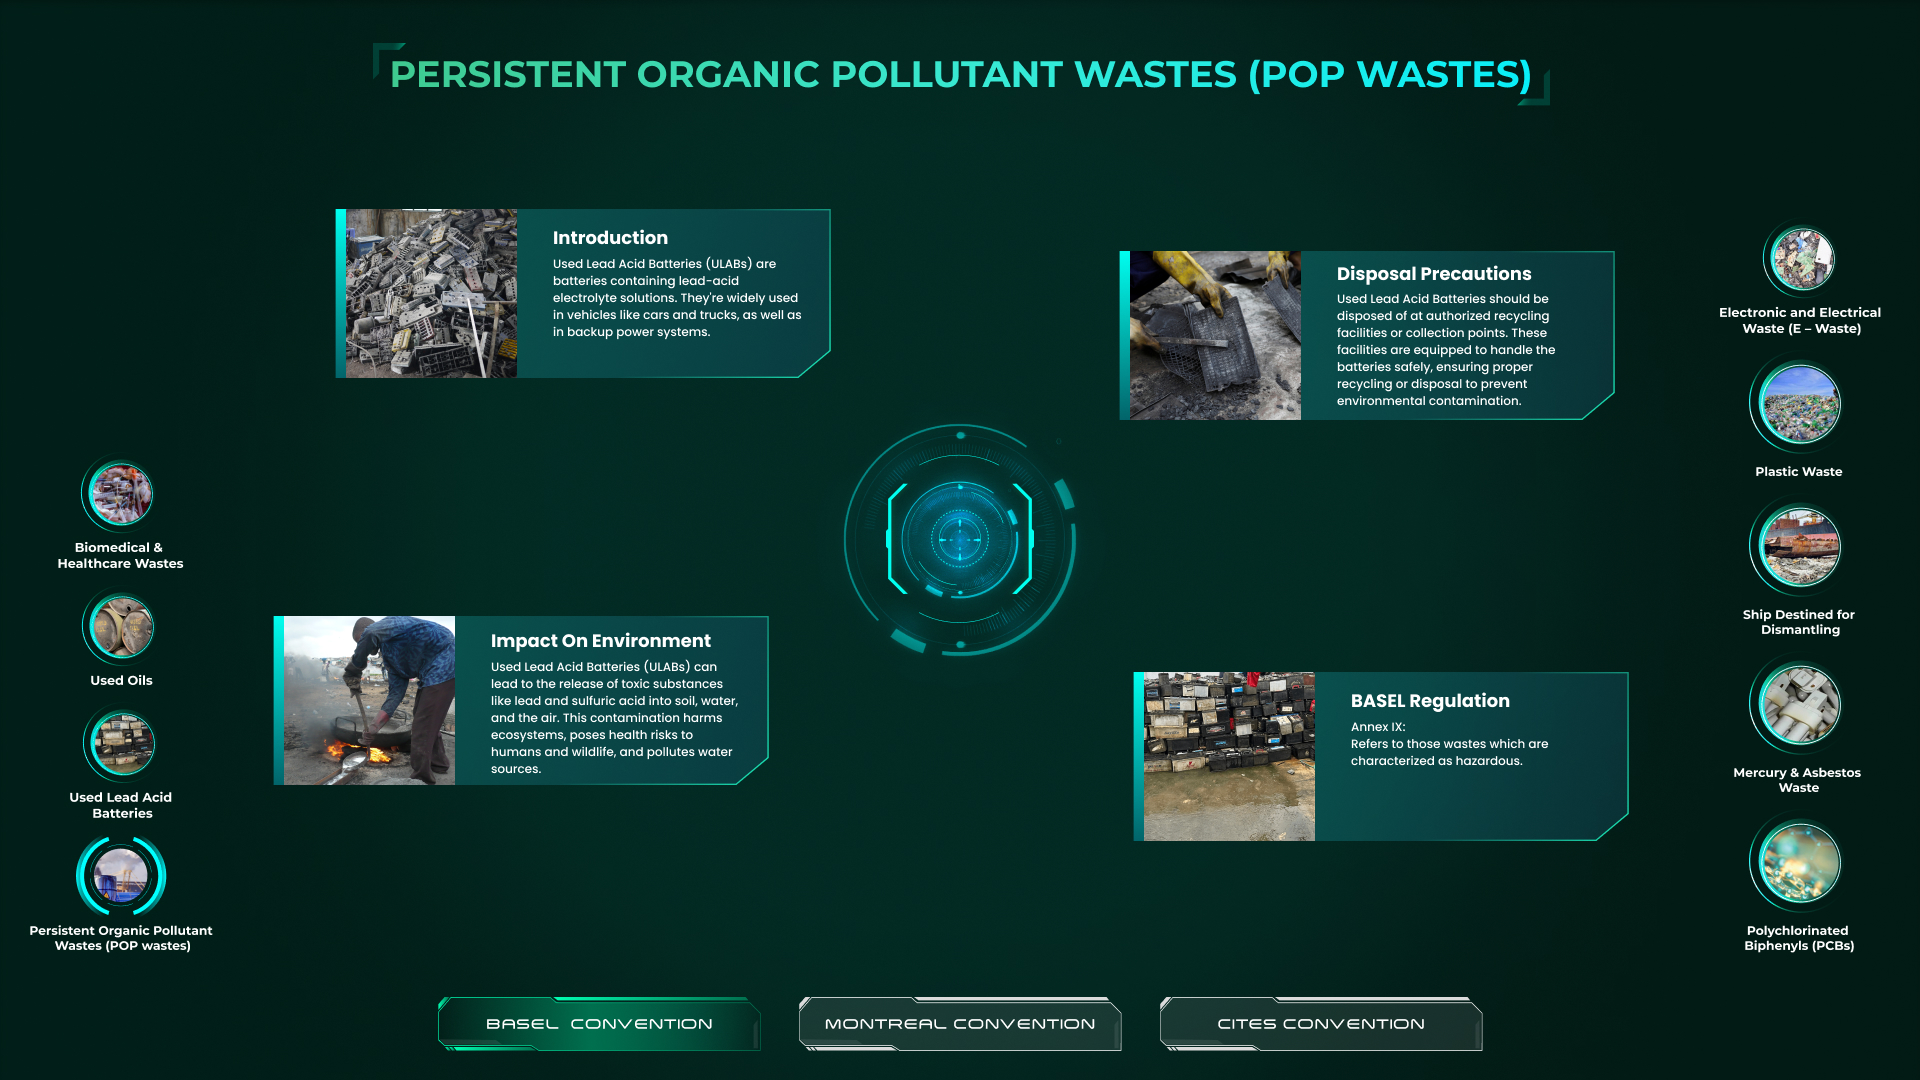 PERSISTENT ORGANIC POLLUTANT WASTES (POP WASTES)
Introduction
Used Lead Acid Batteries (ULABs) are
batteries containing lead-acid
electrolyte solutions. They're widely used
in vehicles like cars and trucks, as well as
in backup power systems.
Disposal Precautions
Used Lead Acid Batteries should be
disposed of at authorized recycling
facilities or collection points. These
facilities are equipped to handle the
batteries safely, ensuring proper
recycling or disposal to prevent
environmental contamination.
Impact On Environment
Used Lead Acid Batteries (ULABs) can
lead to the release of toxic substances
like lead and sulfuric acid into soil, water,
and the air. This contamination harms
ecosystems, poses health risks to
humans and wildlife, and pollutes water
sources.
BASEL Regulation
Annex IX:
Refers to those wastes which are
characterized as hazardous.
Biomedical &
Healthcare Wastes
Used Oils
Used Lead Acid
Batteries
Persistent Organic Pollutant
Wastes (POP wastes)
Electronic and Electrical
Waste (E – Waste)
Plastic Waste
Ship Destined for
Dismantling
Mercury & Asbestos
Waste
Polychlorinated
Biphenyls (PCBs)
BASEL CONVENTION
MONTREAL CONVENTION
CITES CONVENTION